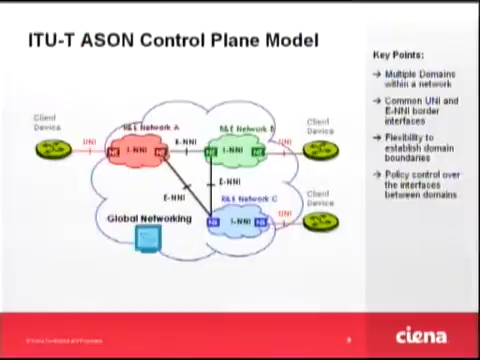 ITU-T ASON Control Plane Model
Key Points:
→ Multiple Domains
within a network
→ Common UNI and
E-NNI border
interfaces
→ Flexibility to
establish domain
boundaries
→ Policy control over
the interfaces
between domains
Client
Device
UNI
R&E Network A
I-NNI
E-NNI
R&E Network B
I-NNI
UNI
Client
Device
E-NNI
E-NNI
R&E Network C
I-NNI
UNI
Client
Device
Global Networking
ciena